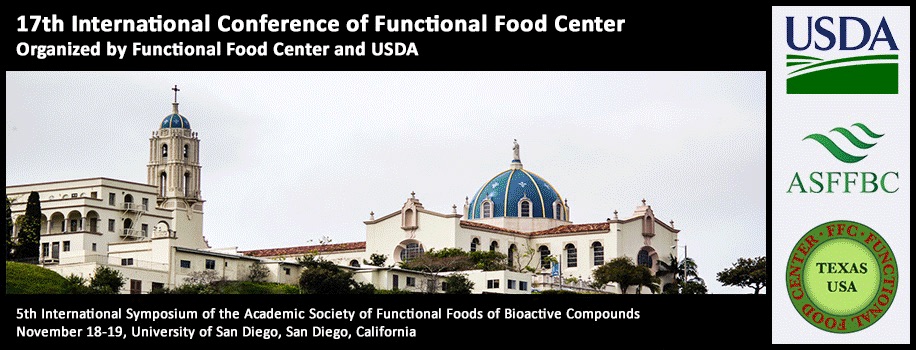 17th International Conference of Functional Food Center
Organized by Functional Food Center and USDA
5th International Symposium of the Academic Society of Functional Foods of Bioactive Compounds
November 18-19, University of San Diego, San Diego, California
USDA
ASFFBC
· FFC · FUNCTIONAL FOOD CENTER
TEXAS
USA